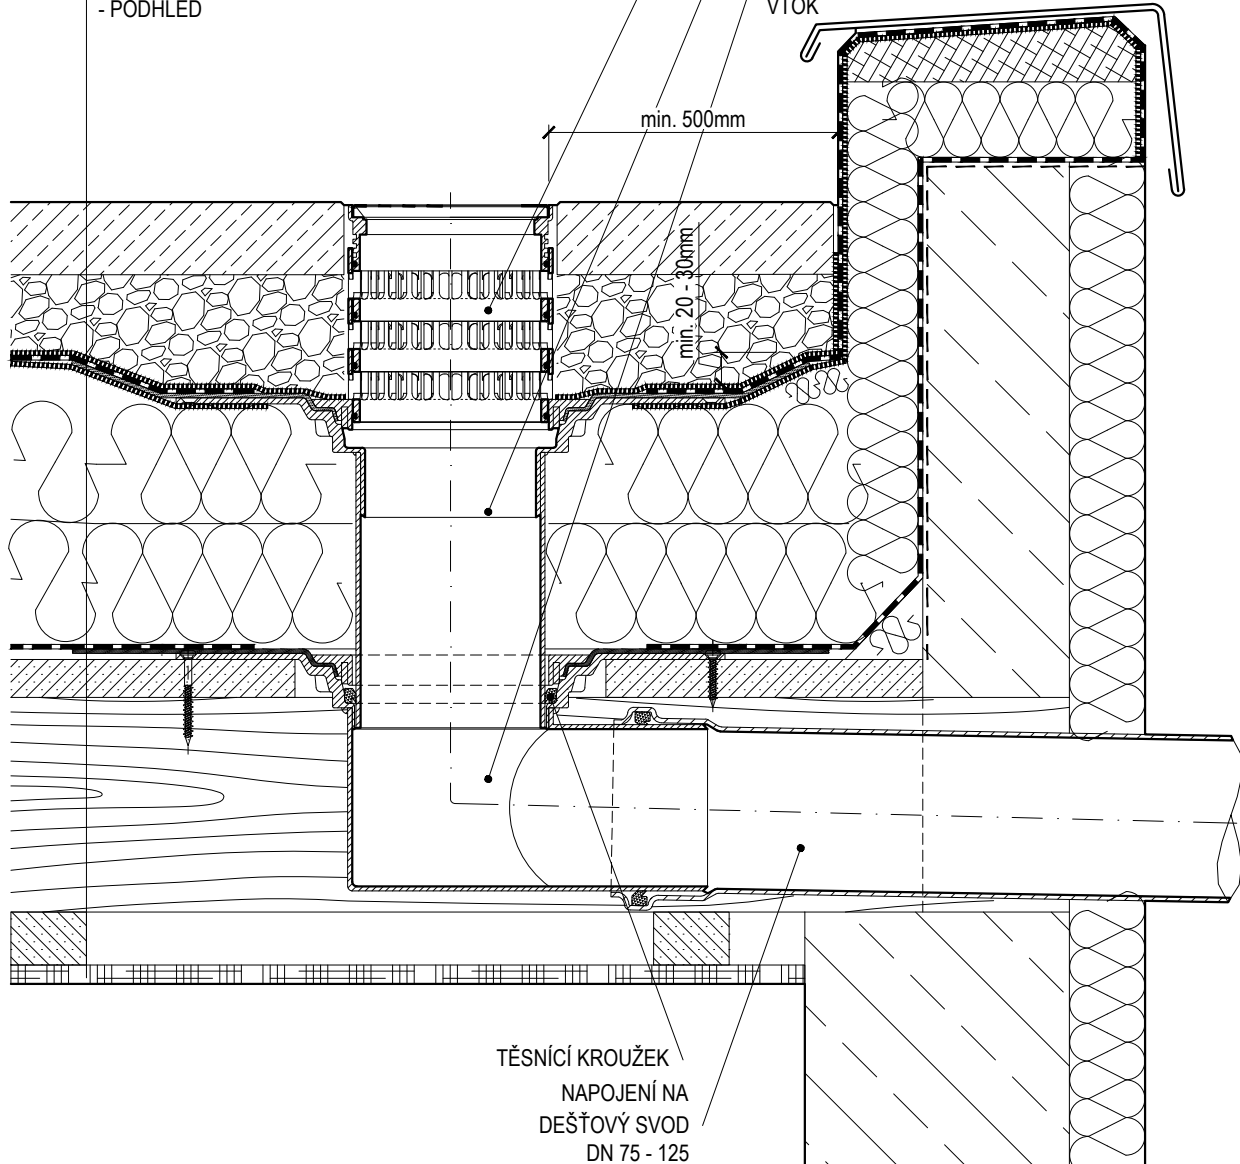 - PODHLED
VTOK
min. 500mm
min. 20 - 30mm
TĚSNÍCÍ KROUŽEK
NAPOJENÍ NA
DEŠŤOVÝ SVOD
DN 75 - 125